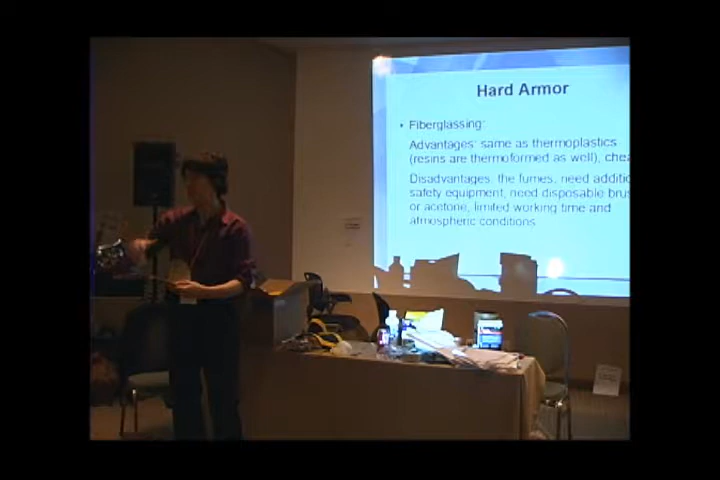 Hard Armor
• Fiberglassing:
Advantages: same as thermoplastics
(resins are thermoformed as well), chea
Disadvantages: the fumes, need additio
safety equipment, need disposable brus
or acetone, limited working time and
atmospheric conditions.